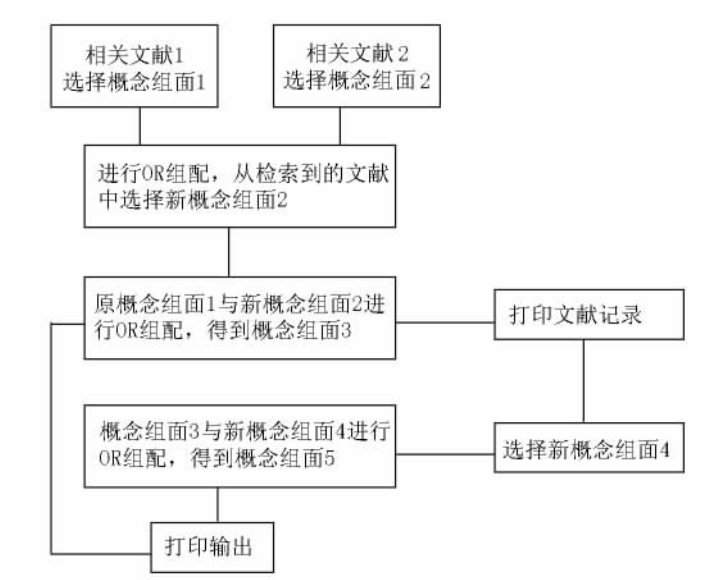 相关文献1
选择概念组面1
相关文献2
选择概念组面2
进行OR组配，从检索到的文献
中选择新概念组面2
原概念组面1与新概念组面2进
行OR组配，得到概念组面3
打印文献记录
概念组面3与新概念组面4进行
OR组配，得到概念组面5
选择新概念组面4
打印输出